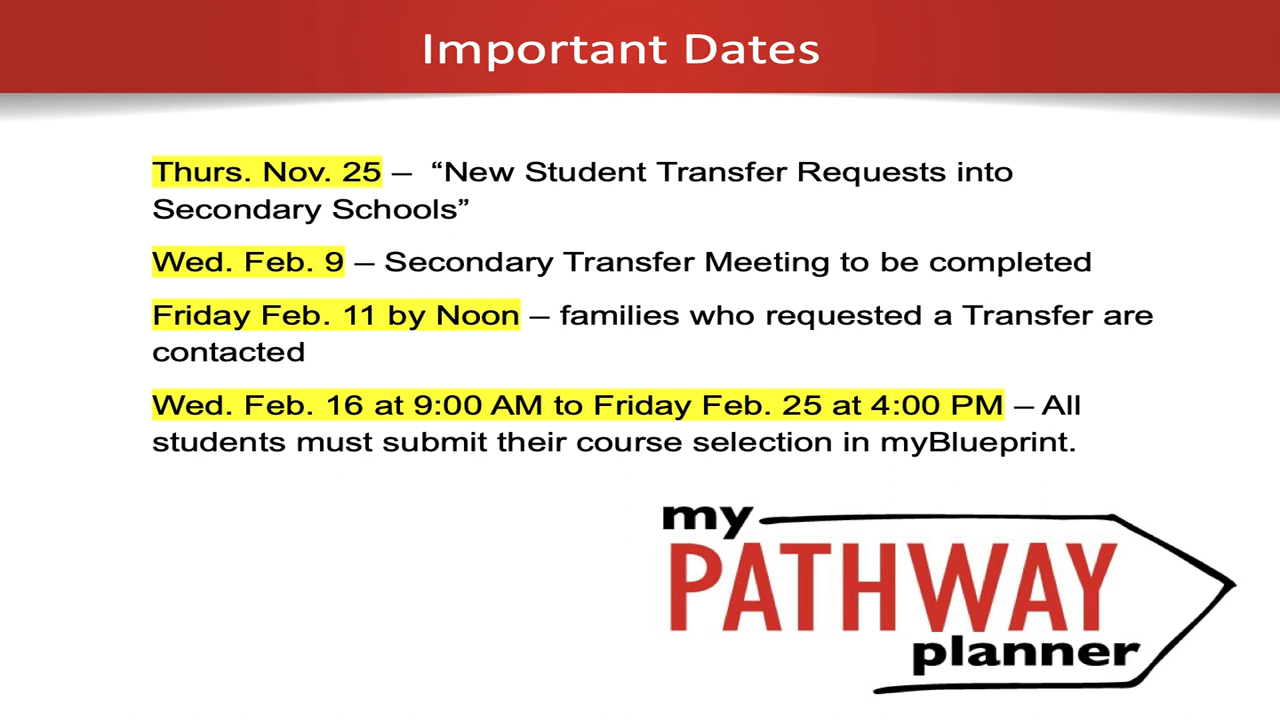 Important Dates
Thurs. Nov. 25 – “New Student Transfer Requests into
Secondary Schools”
Wed. Feb. 9 – Secondary Transfer Meeting to be completed
Friday Feb. 11 by Noon – families who requested a Transfer are
contacted
Wed. Feb. 16 at 9:00 AM to Friday Feb. 25 at 4:00 PM – All
students must submit their course selection in myBlueprint.
my
PATHWAY
planner